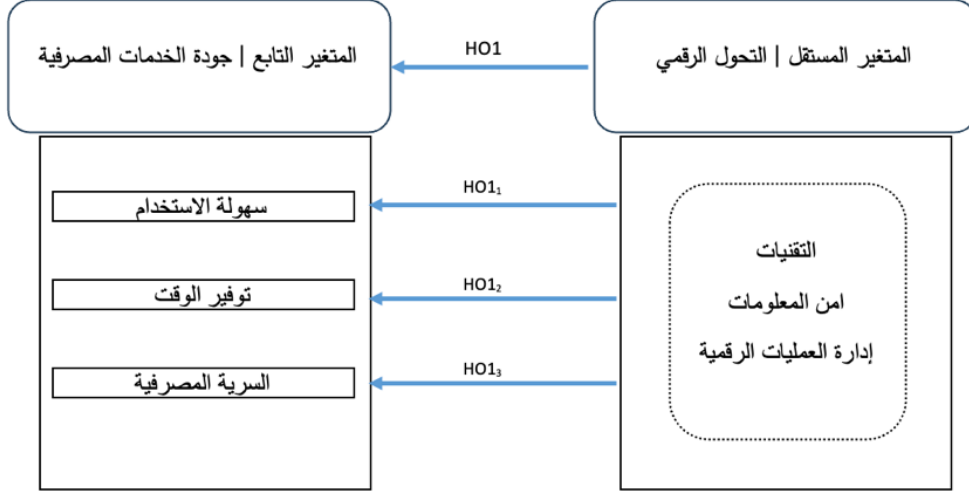 المتغير المستقل | التحول الرقمي
HO1
المتغير التابع | جودة الخدمات المصرفية
التقنيات
امن المعلومات
إدارة العمليات الرقمية
HO1₁
سهولة الاستخدام
HO1₂
توفير الوقت
HO1₃
السرية المصرفية